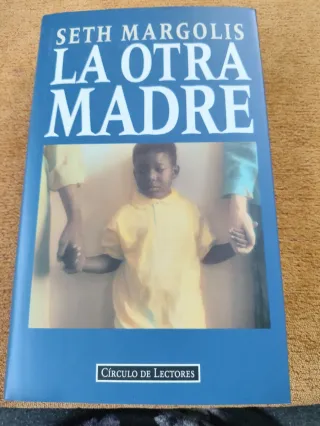 SETH MARGOLIS
LA OTRA
MADRE
CÍRCULO DE LECTORES